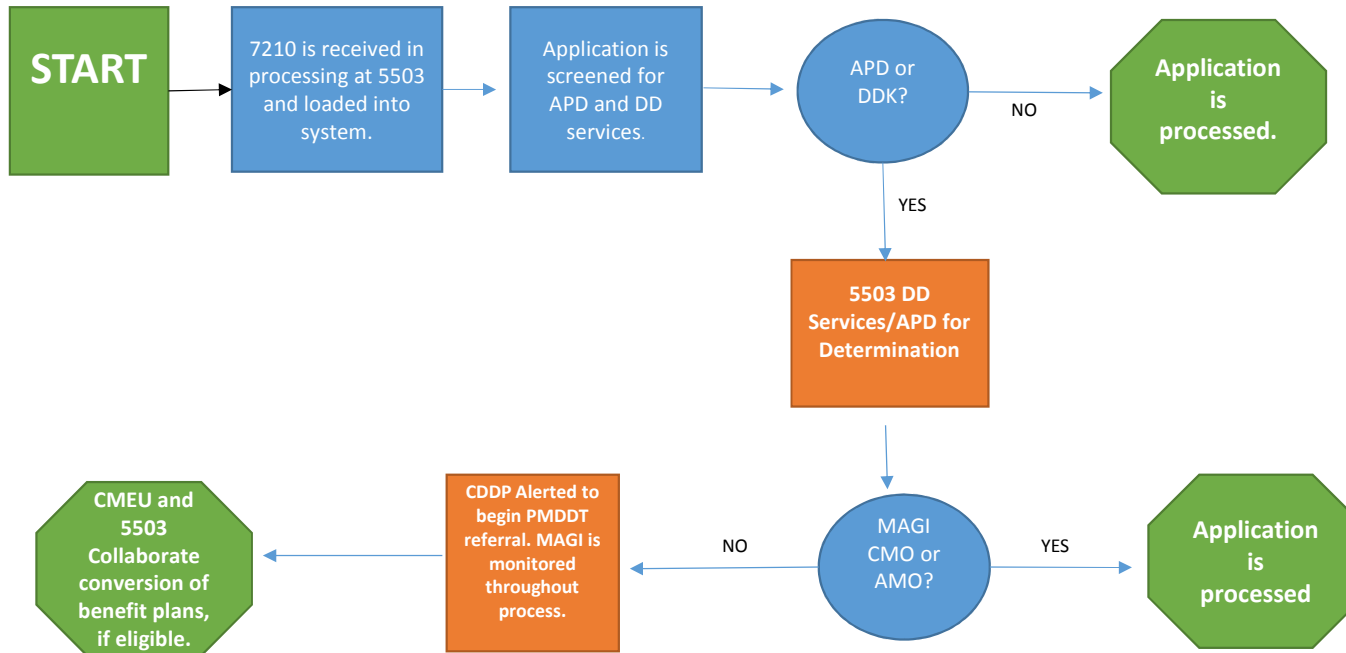 START
7210 is received in
processing at 5503
and loaded into
system.
Application is
screened for
APD and DD
services.
APD or
DDK?
NO
Application
is
processed.
YES
5503 DD
Services/APD for
Determination
MAGI
CMO or
AMO?
YES
Application
is
processed
NO
CDDP Alerted to
begin PMDDT
referral. MAGI is
monitored
throughout
process.
CMEU and
5503
Collaborate
conversion of
benefit plans,
if eligible.